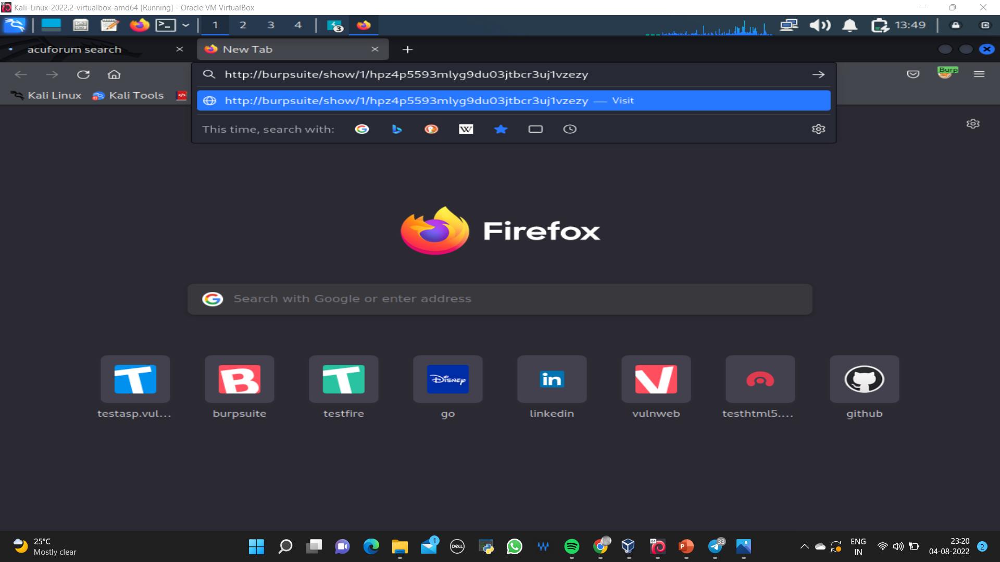 Kali-Linux-2022.2-virtualbox-amd64 [Running] - Oracle VM VirtualBox
1 2 3 4 3 13:49
acuforum search New Tab
http://burpsuite/show/1/hpz4p5593mlyg9du03jtbcr3uj1vzezy Burp
Kali Linux Kali Tools
http://burpsuite/show/1/hpz4p5593mlyg9du03jtbcr3uj1vzezy — Visit
This time, search with: G b W
Firefox
G Search with Google or enter address
T B T Disney in V
testasp.vul... burpsuite testfire go linkedin vulnweb testhtml5.... github
25°C
Mostly clear
1 DELL W 64 P 33
ENG
IN
23:20
04-08-2022
2